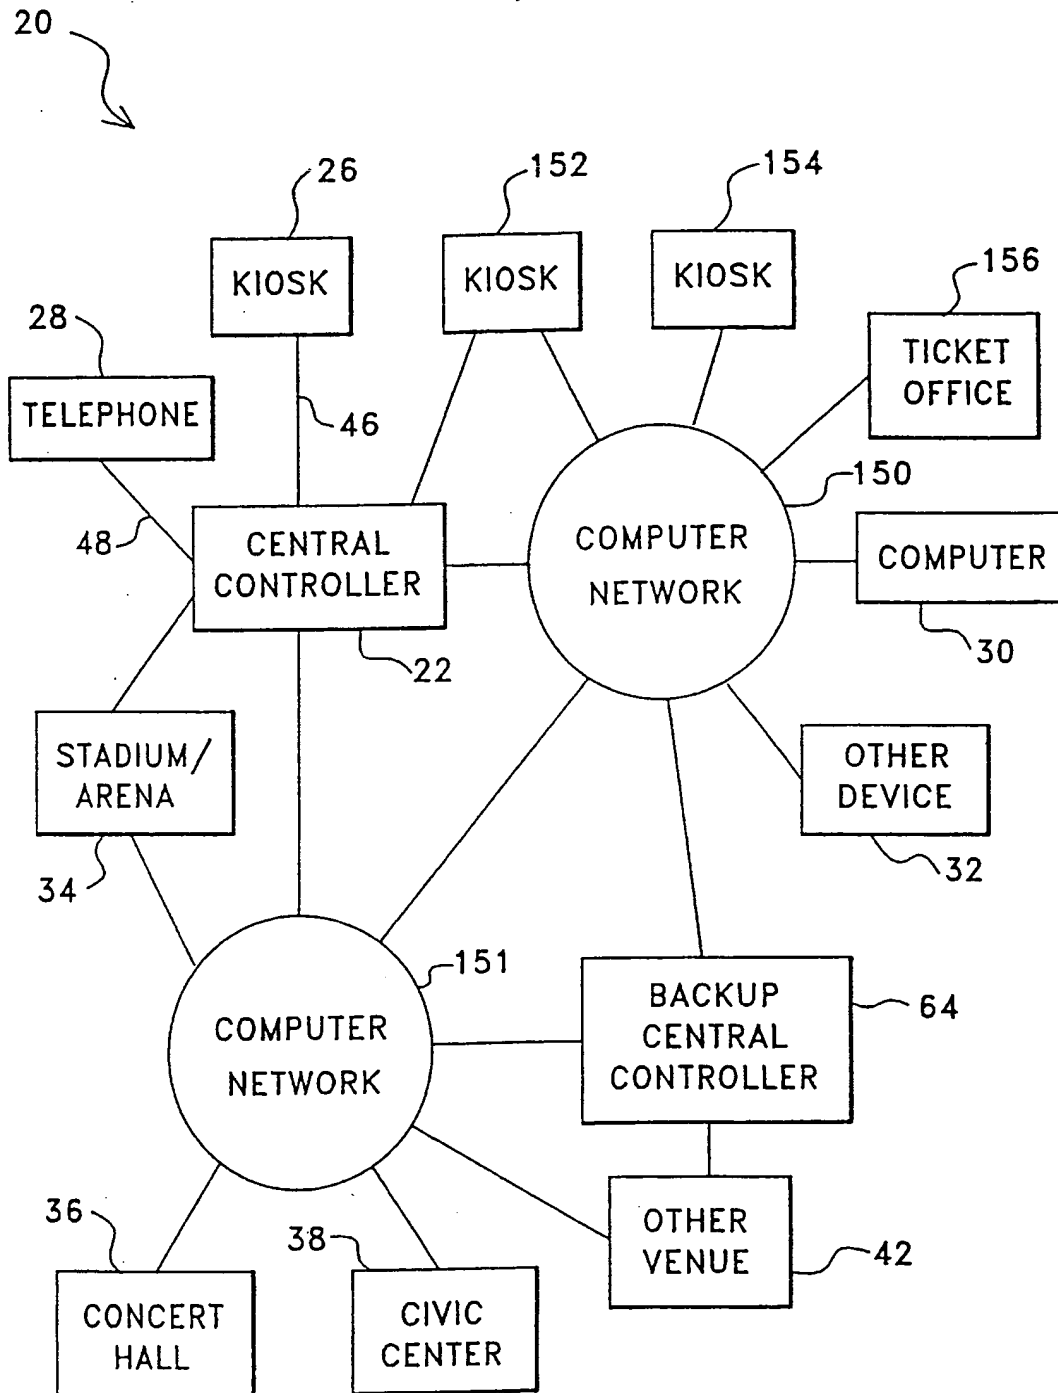 20
26
152
154
KIOSK
KIOSK
KIOSK
156
28
TICKET
OFFICE
TELEPHONE
46
150
48
CENTRAL
CONTROLLER
COMPUTER
NETWORK
COMPUTER
30
22
STADIUM/
ARENA
OTHER
DEVICE
34
32
151
BACKUP
CENTRAL
CONTROLLER
64
COMPUTER
NETWORK
36
38
OTHER
VENUE
42
CONCERT
HALL
CIVIC
CENTER